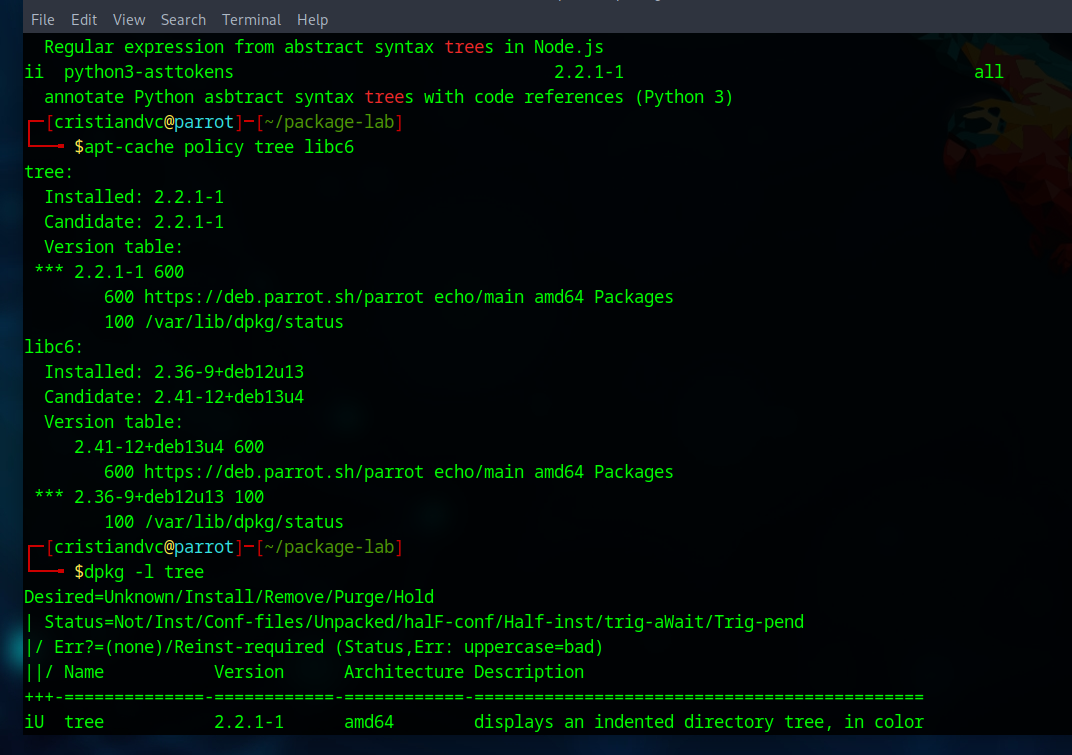 File Edit View Search Terminal Help
  Regular expression from abstract syntax trees in Node.js
ii  python3-asttokens                                2.2.1-1                                   all
  annotate Python asbtract syntax trees with code references (Python 3)
┌─[cristiandvc@parrot]─[~/package-lab]
└──╼ $apt-cache policy tree libc6
tree:
  Installed: 2.2.1-1
  Candidate: 2.2.1-1
  Version table:
 *** 2.2.1-1 600
        600 https://deb.parrot.sh/parrot echo/main amd64 Packages
        100 /var/lib/dpkg/status
libc6:
  Installed: 2.36-9+deb12u13
  Candidate: 2.41-12+deb13u4
  Version table:
     2.41-12+deb13u4 600
        600 https://deb.parrot.sh/parrot echo/main amd64 Packages
 *** 2.36-9+deb12u13 100
        100 /var/lib/dpkg/status
┌─[cristiandvc@parrot]─[~/package-lab]
└──╼ $dpkg -l tree
Desired=Unknown/Install/Remove/Purge/Hold
| Status=Not/Inst/Conf-files/Unpacked/halF-conf/Half-inst/trig-aWait/Trig-pend
|/ Err?=(none)/Reinst-required (Status,Err: uppercase=bad)
||/ Name           Version      Architecture Description
+++-==============-============-============-=============================================
iU  tree           2.2.1-1      amd64        displays an indented directory tree, in color